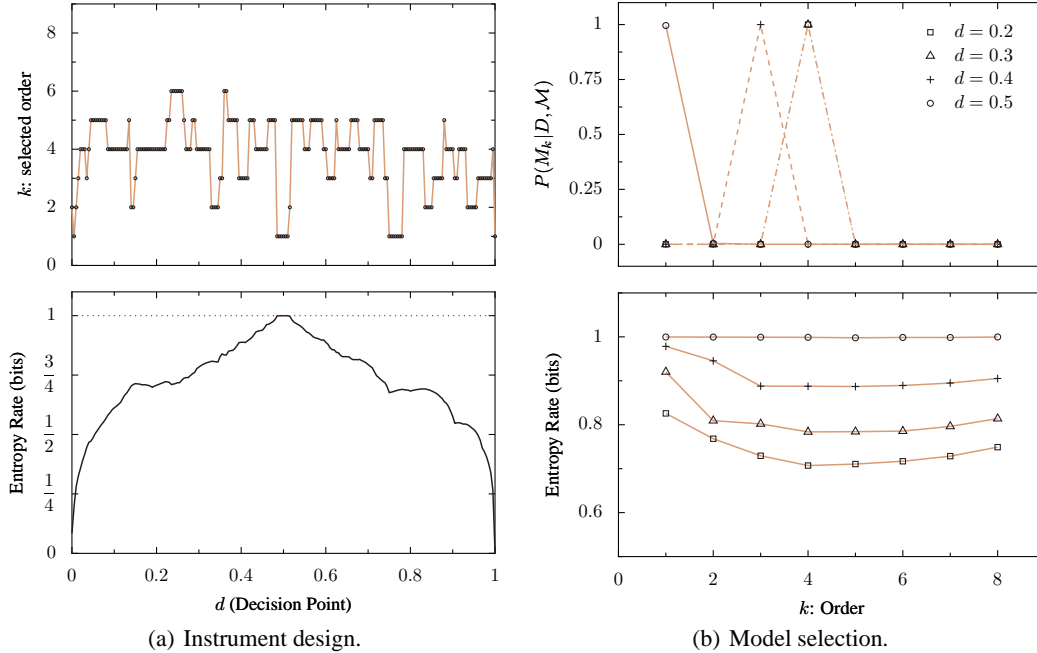 8
6
4
2
0
k: selected order
1
3/4
1/2
1/4
0
Entropy Rate (bits)
0 0.2 0.4 0.6 0.8 1
d (Decision Point)
(a) Instrument design.
1
0.75
0.5
0.25
0
P(M_k|D, M)
d = 0.2
d = 0.3
d = 0.4
d = 0.5
1
0.8
0.6
Entropy Rate (bits)
0 2 4 6 8
k: Order
(b) Model selection.